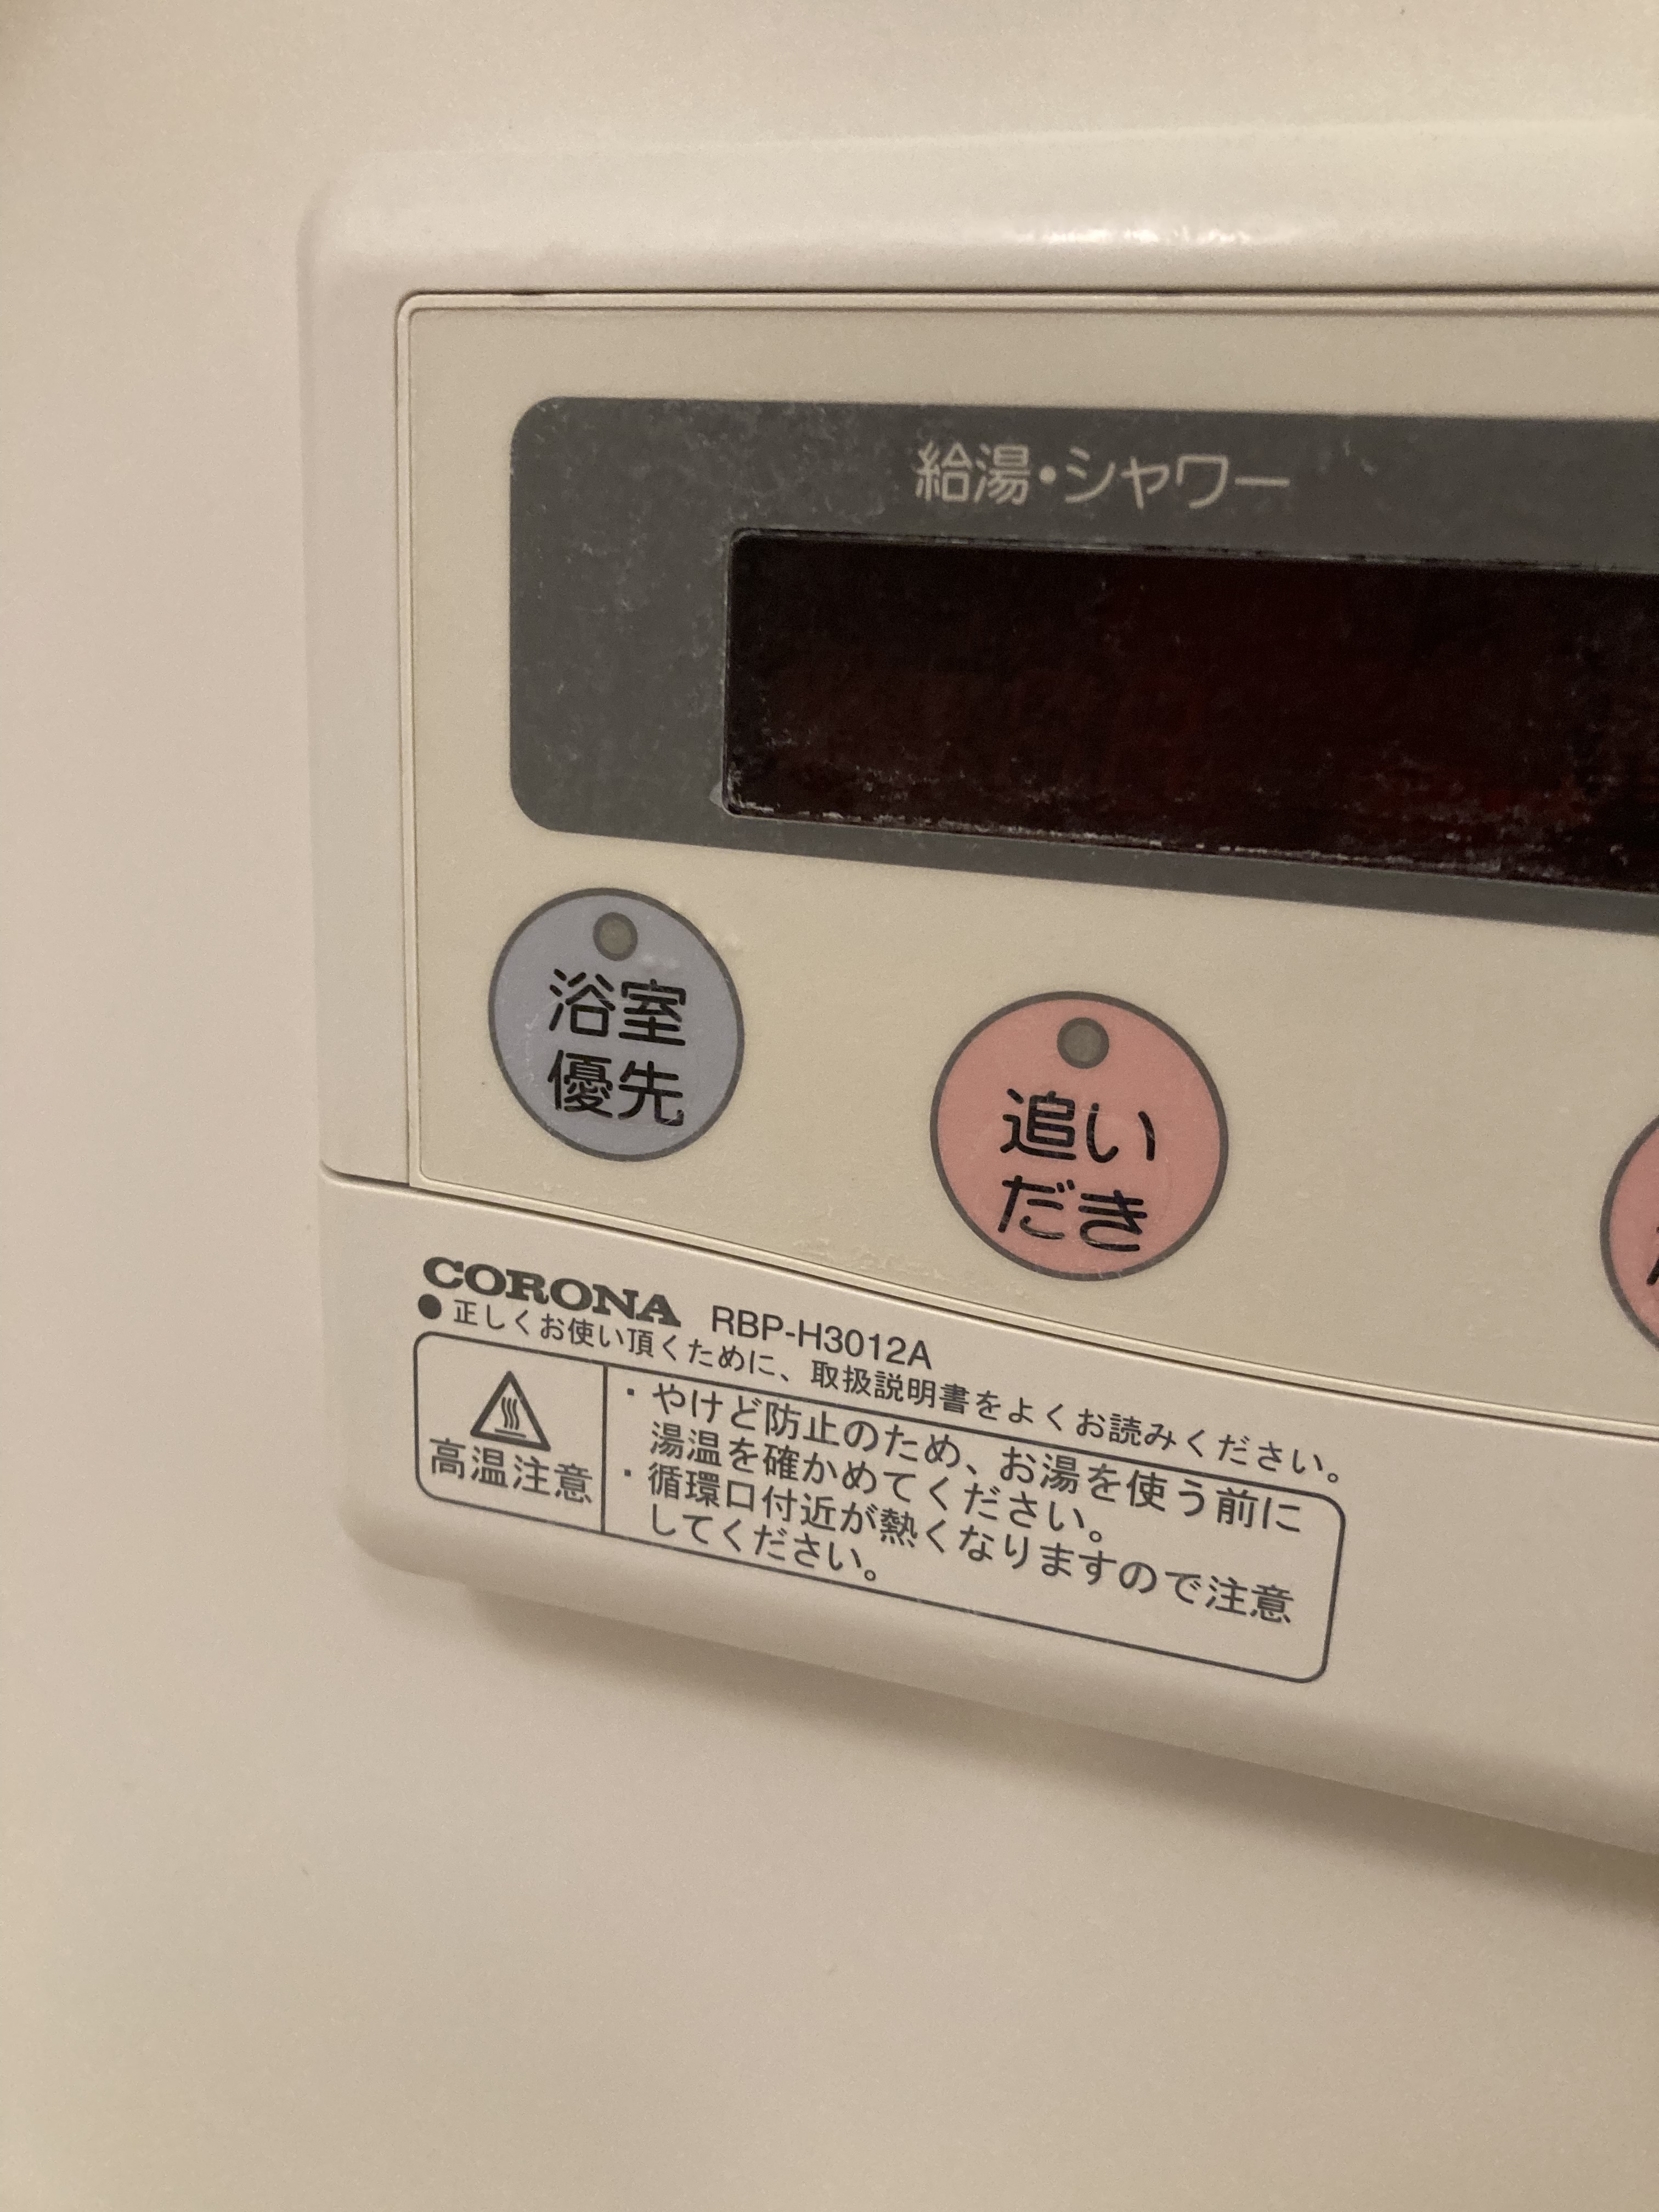 給湯・シャワー
浴室
優先
追い
だき
CORONA RBP-H3012A
●正しくお使い頂くために、取扱説明書をよくお読みください。
高温注意
・やけど防止のため、お湯を使う前に
湯温を確かめてください。
・循環口付近が熱くなりますので注意
してください。